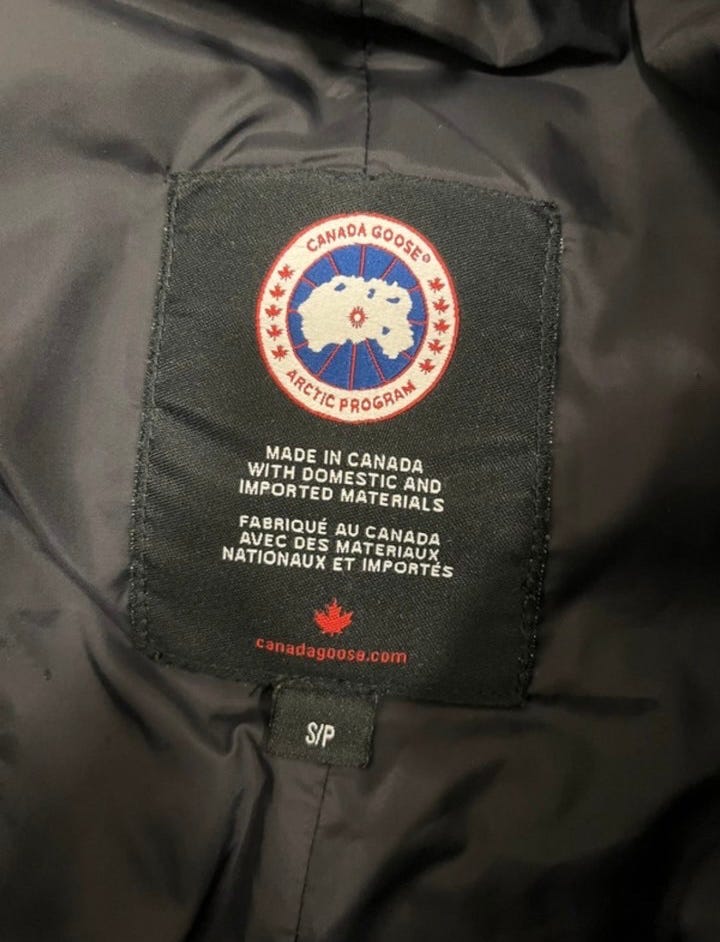 CANADA GOOSE®
ARCTIC PROGRAM
MADE IN CANADA
WITH DOMESTIC AND
IMPORTED MATERIALS
FABRIQUÉ AU CANADA
AVEC DES MATERIAUX
NATIONAUX ET IMPORTÉS
canadagoose.com
S/P